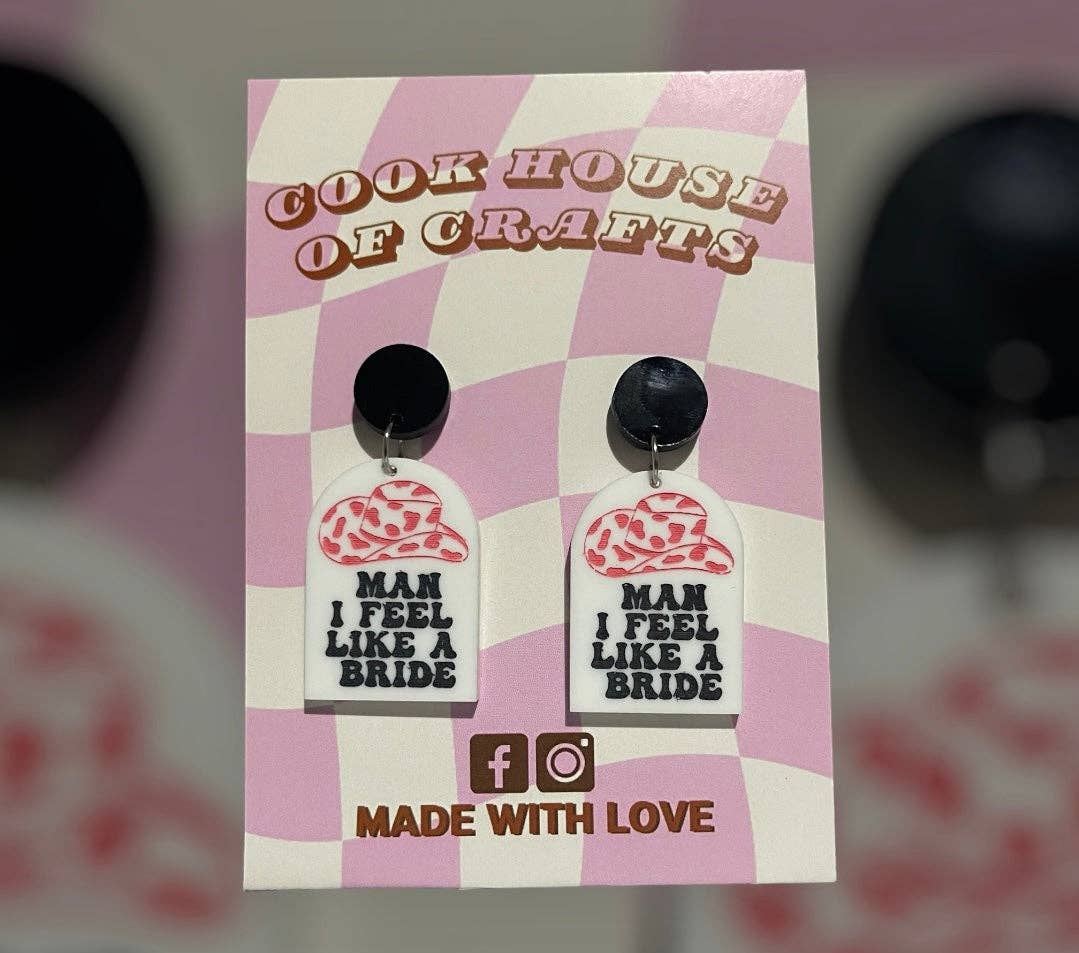 COOK HOUSE
OF CRAFTS
MAN
I FEEL
LIKE A
BRIDE
MAN
I FEEL
LIKE A
BRIDE
MADE WITH LOVE